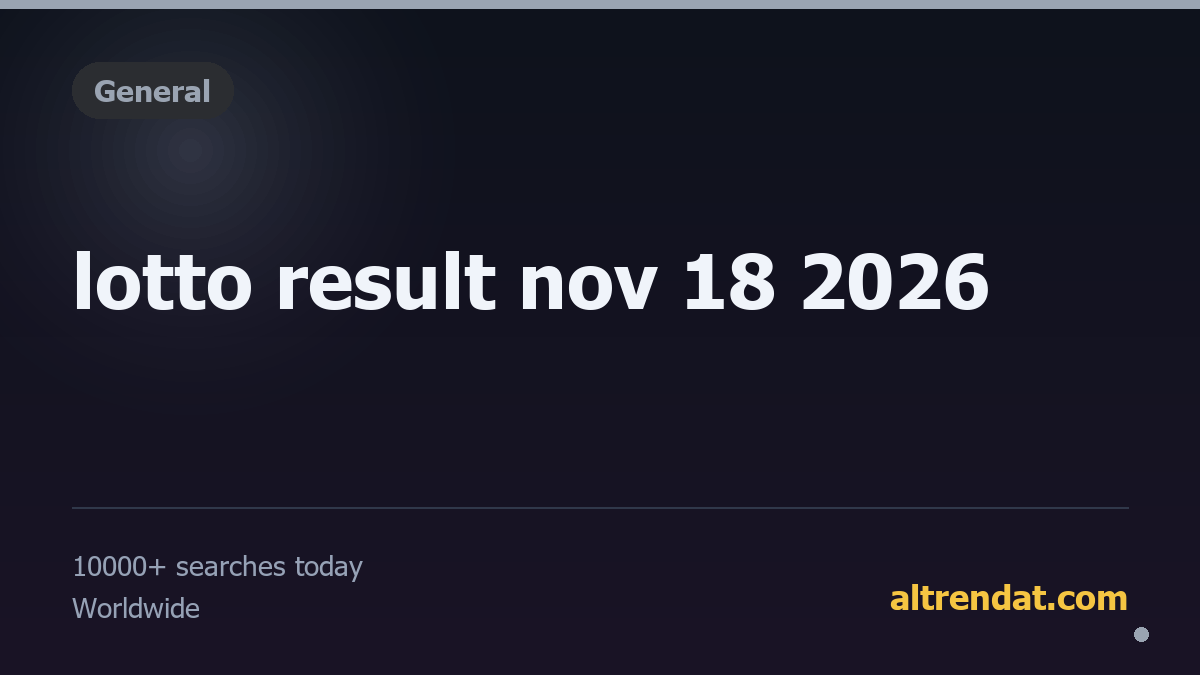 General
lotto result nov 18 2026
10000+ searches today
Worldwide
altrendat.com